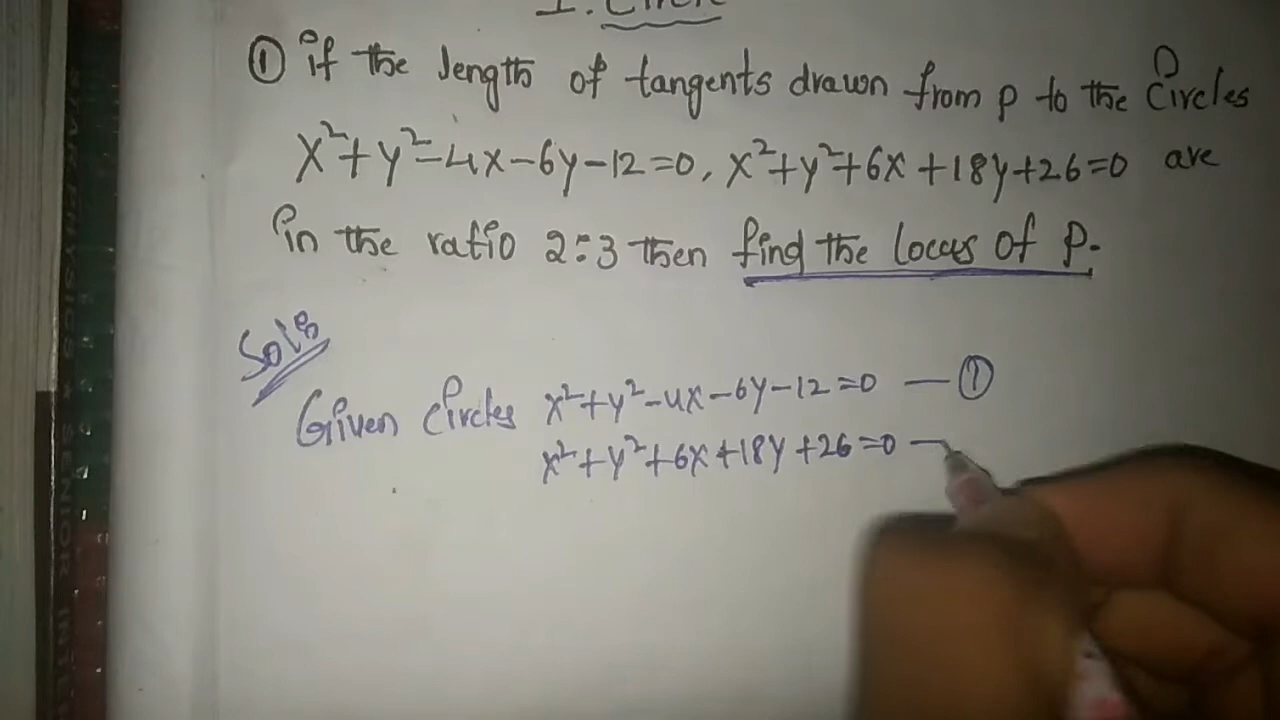 ① if the length of tangents drawn from p to the Circles
x²+y²-4x-6y-12=0, x²+y²+6x+18y+26=0 are
in the ratio 2:3 then find the locus of P.
Sol:
Given circles x²+y²-4x-6y-12=0 — ①
x²+y²+6x+18y+26=0 —